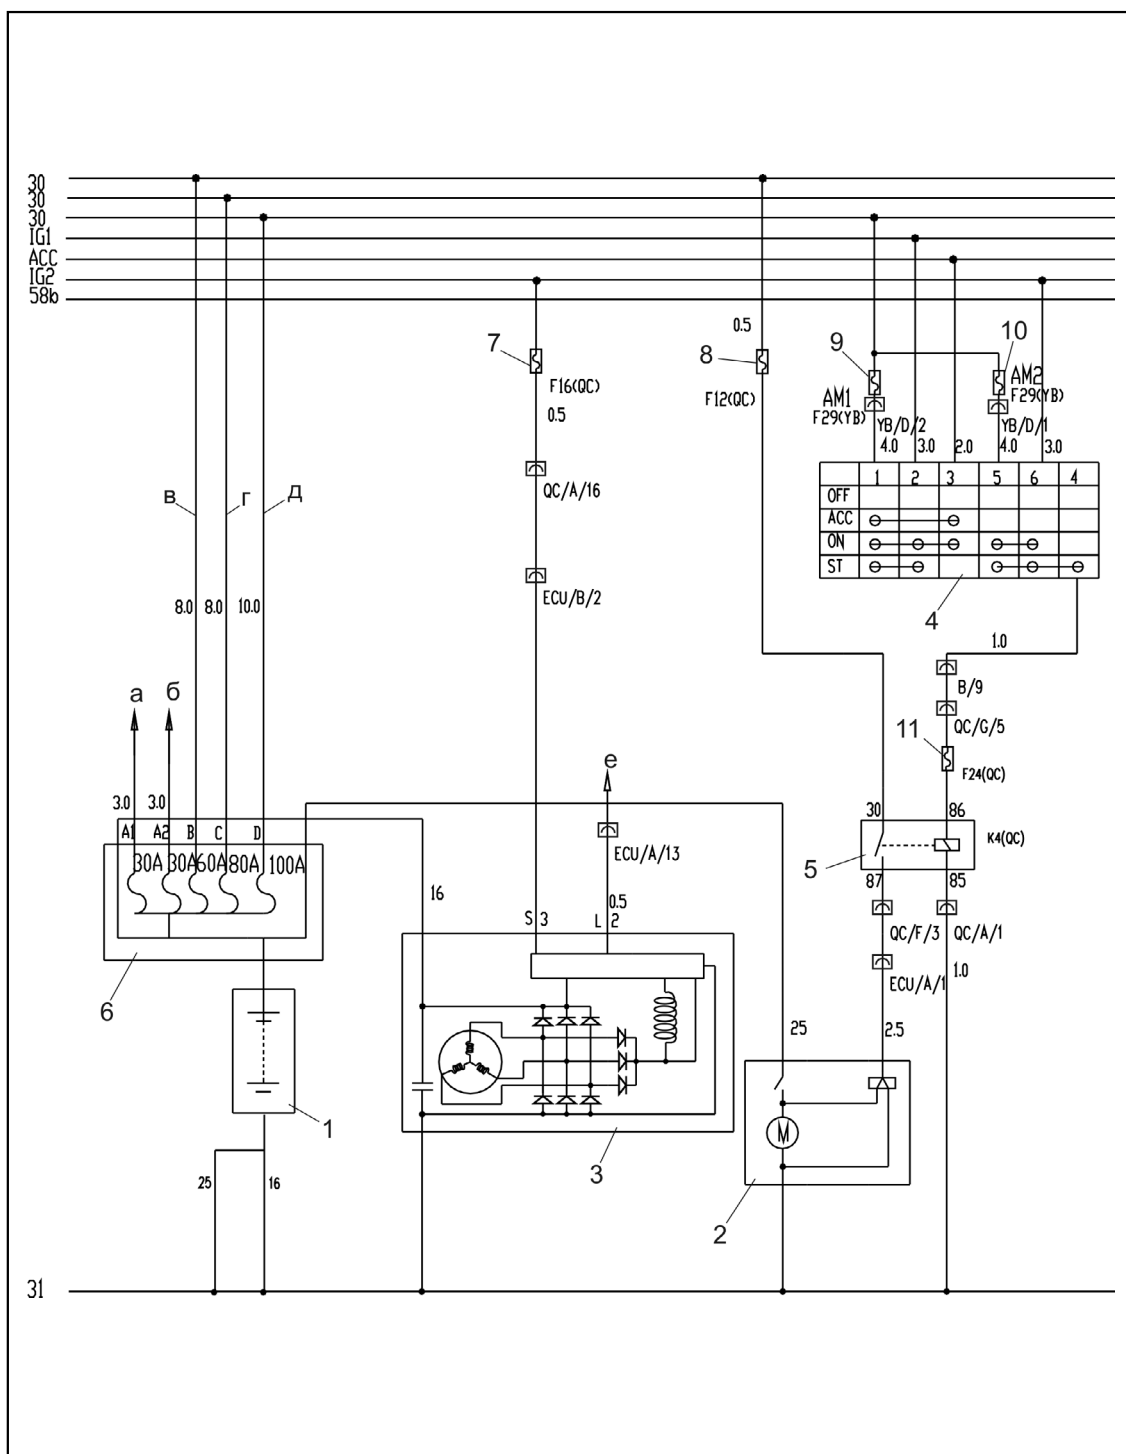 30
30
30
IG1
ACC
IG2
58b
0.5
7
8
9
10
F16(QC)
F12(QC)
AM1
F29(YB)
AM2
F29(YB)
0.5
YB/D/2
YB/D/1
4.0
3.0
2.0
4.0
3.0
1 2 3 5 6 4
OFF
ACC
ON
ST
QC/A/16
в
г
д
ECU/B/2
8.0
8.0
10.0
4
1.0
B/9
QC/G/5
а
б
11
F24(QC)
е
3.0
3.0
30
86
K4(QC)
A1 A2 B C D
30A 30A 60A 80A 100A
ECU/A/13
5
87
85
16
0.5
S 3
L 2
QC/F/3
QC/A/1
ECU/A/1
1.0
6
25
2.5
1
M
3
25
16
2
31